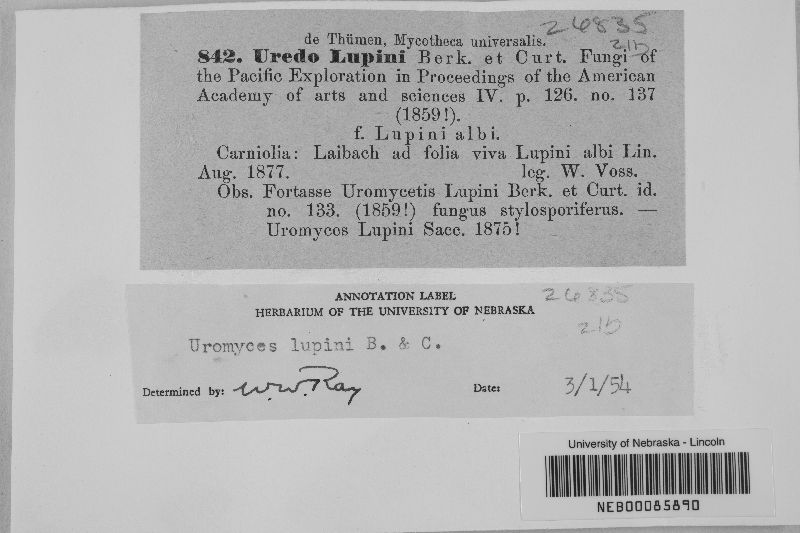 26835
21b
de Thümen, Mycotheca universalis.
842. Uredo Lupini Berk. et Curt. Fungi of
the Pacific Exploration in Proceedings of the American
Academy of arts and sciences IV. p. 126. no. 137
(1859!).
f. Lupini albi.
Carniolia: Laibach ad folia viva Lupini albi Lin.
Aug. 1877. leg. W. Voss.
Obs. Fortasse Uromycetis Lupini Berk. et Curt. id.
no. 133. (1859!) fungus stylosporiferus. —
Uromyces Lupini Sacc. 1875!
ANNOTATION LABEL
HERBARIUM OF THE UNIVERSITY OF NEBRASKA
26835
21b
Uromyces lupini B. & C.
Determined by: W.W. Ray Date: 3/1/54
University of Nebraska - Lincoln
NEB00085890